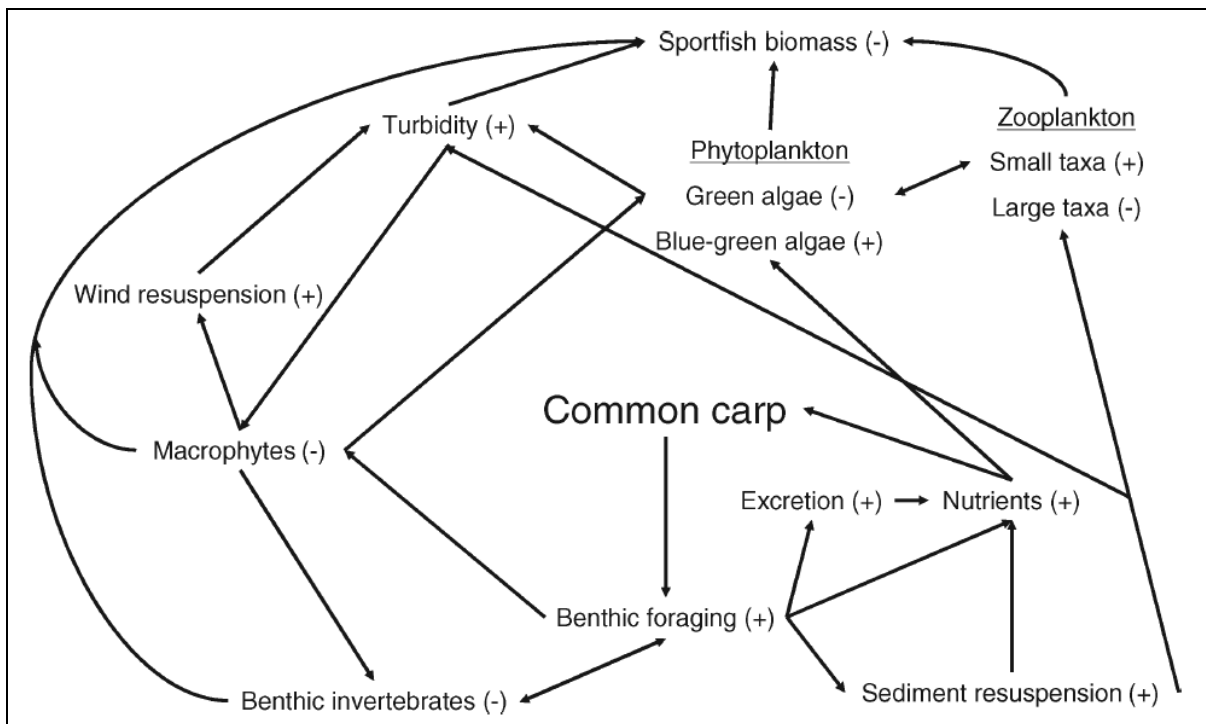 Sportfish biomass (-)
Zooplankton
Turbidity (+)
Phytoplankton
Small taxa (+)
Green algae (-)
Large taxa (-)
Blue-green algae (+)
Wind resuspension (+)
Common carp
Macrophytes (-)
Excretion (+)
Nutrients (+)
Benthic foraging (+)
Benthic invertebrates (-)
Sediment resuspension (+)